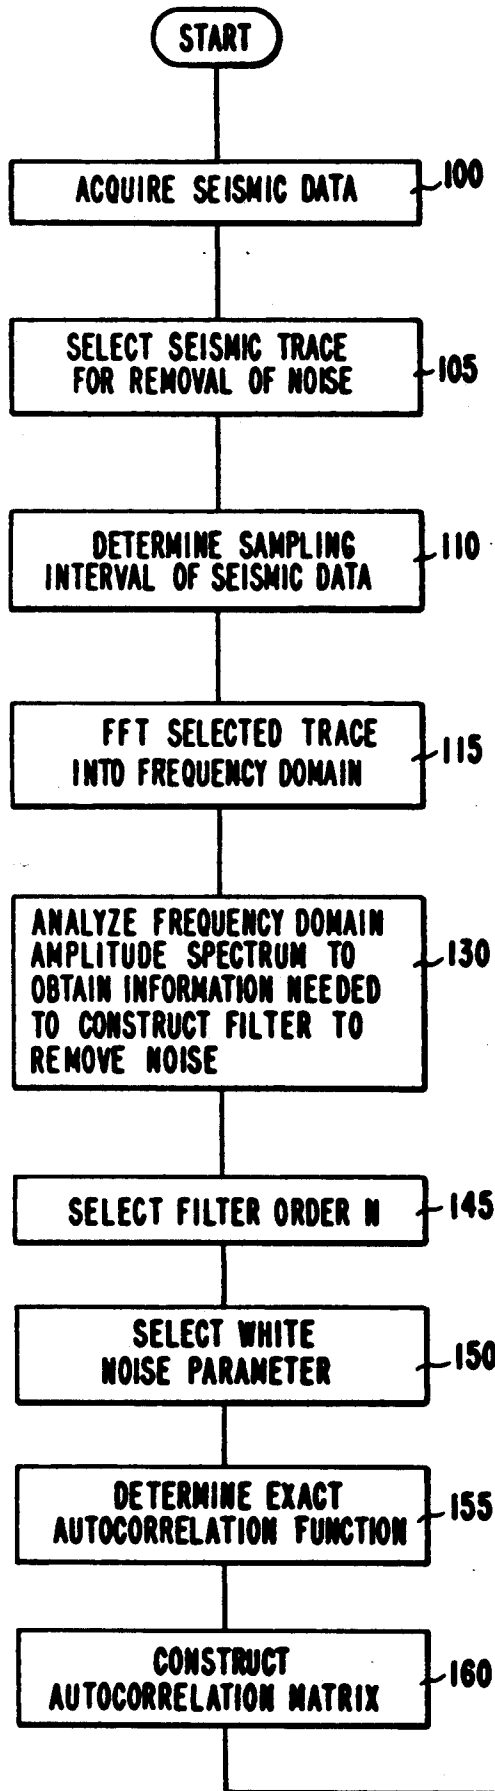 START
ACQUIRE SEISMIC DATA
100
SELECT SEISMIC TRACE
FOR REMOVAL OF NOISE
105
DETERMINE SAMPLING
INTERVAL OF SEISMIC DATA
110
FFT SELECTED TRACE
INTO FREQUENCY DOMAIN
115
ANALYZE FREQUENCY DOMAIN
AMPLITUDE SPECTRUM TO
OBTAIN INFORMATION NEEDED
TO CONSTRUCT FILTER TO
REMOVE NOISE
130
SELECT FILTER ORDER N
145
SELECT WHITE
NOISE PARAMETER
150
DETERMINE EXACT
AUTOCORRELATION FUNCTION
155
CONSTRUCT
AUTOCORRELATION MATRIX
160